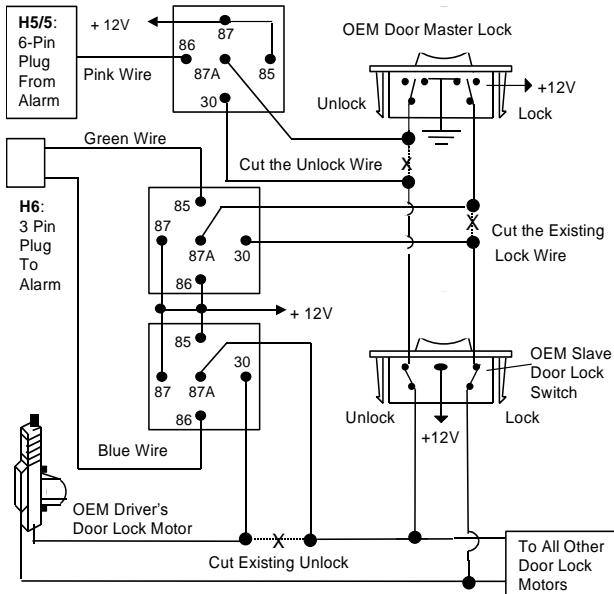 H5/5:
6-Pin
Plug
From
Alarm
+ 12V
87
86
87A
85
30
Pink Wire
OEM Door Master Lock
+12V
Unlock
Lock
Green Wire
Cut the Unlock Wire
H6:
3 Pin
Plug
To
Alarm
85
87
87A
30
86
Cut the Existing
Lock Wire
+ 12V
85
30
87
87A
86
Blue Wire
OEM Slave
Door Lock
Switch
Unlock
Lock
+12V
OEM Driver's
Door Lock Motor
X
X
X
Cut Existing Unlock
To All Other
Door Lock
Motors